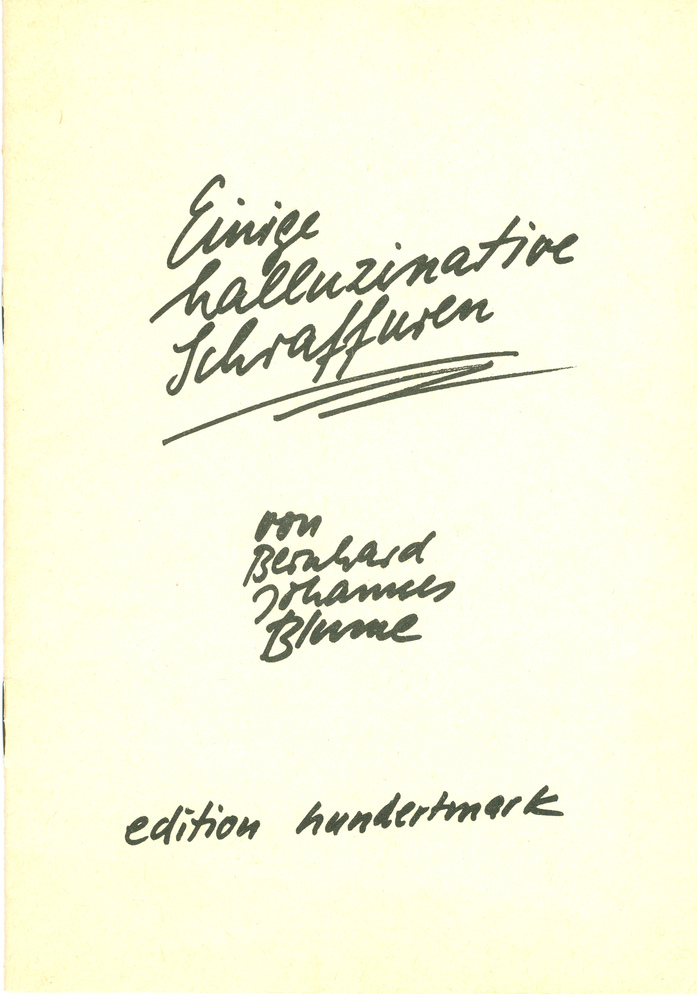 Einige
halluzinative
Schraffuren
von
Bernhard
Johannes
Blume
edition hundertmark